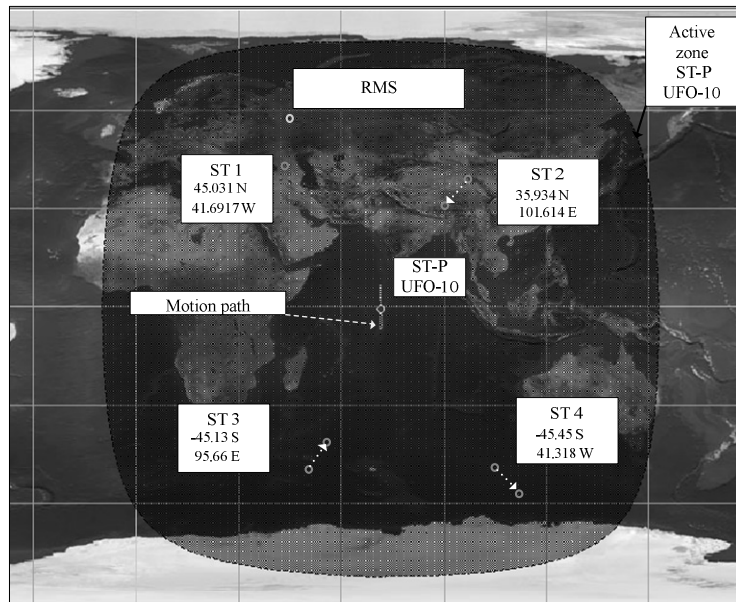 Active
zone
ST-P
UFO-10
RMS
ST 1
45.031 N
41.6917 W
ST 2
35.934 N
101.614 E
ST-P
UFO-10
Motion path
ST 3
-45.13 S
95.66 E
ST 4
-45.45 S
41.318 W